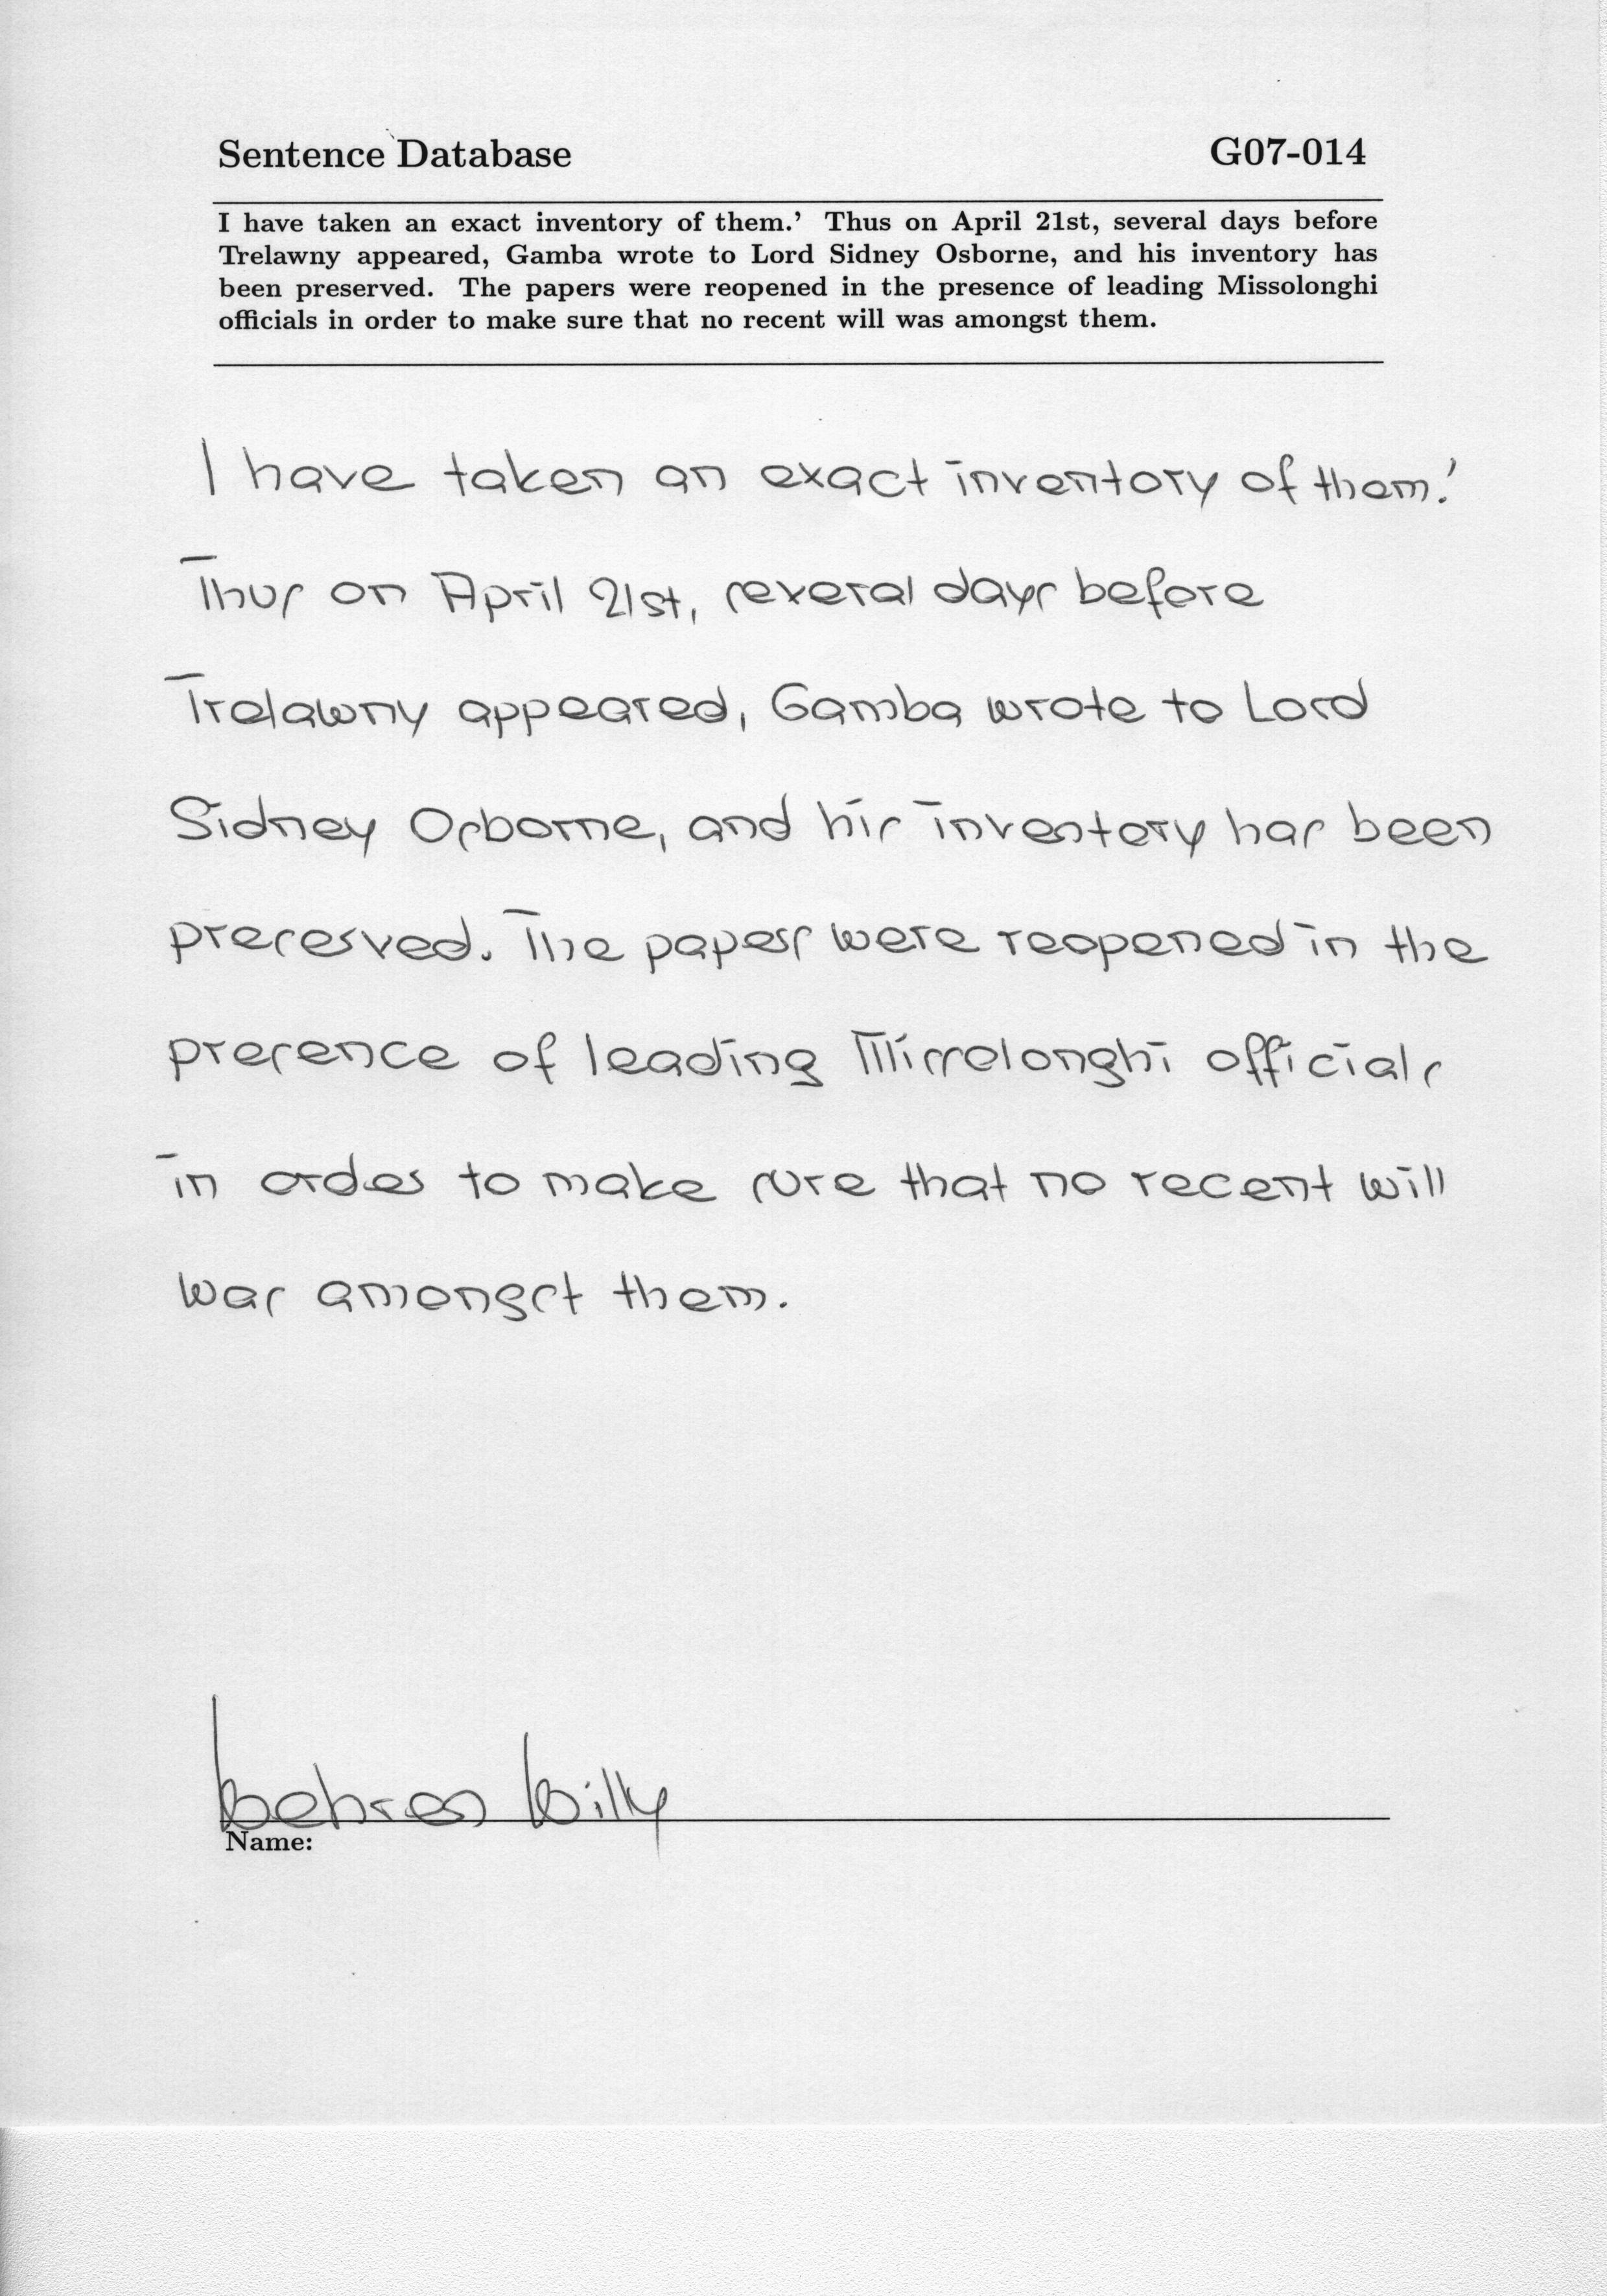 Sentence Database G07-014
I have taken an exact inventory of them.' Thus on April 21st, several days before
Trelawny appeared, Gamba wrote to Lord Sidney Osborne, and his inventory has
been preserved. The papers were reopened in the presence of leading Missolonghi
officials in order to make sure that no recent will was amongst them.
I have taken an exact inventory of them.'
Thus on April 21st, several days before
Trelawny appeared, Gamba wrote to Lord
Sidney Osborne, and his inventory has been
preserved. The papers were reopened in the
presence of leading Missolonghi officials
in order to make sure that no recent will
was amongst them.
Willy
Name: